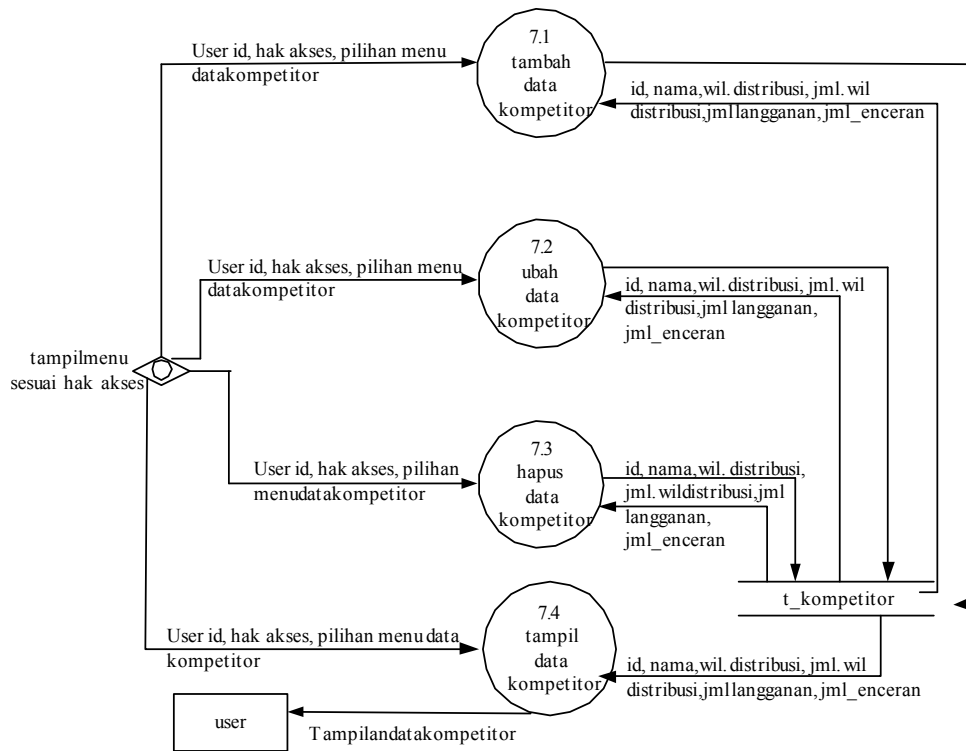 7.1
tambah
data
kompetitor
User id, hak akses, pilihan menu
datakompetitor
id, nama,wil. distribusi, jml. wil
distribusi,jml langganan, jml_enceran
7.2
ubah
data
kompetitor
User id, hak akses, pilihan menu
datakompetitor
id, nama,wil. distribusi, jml. wil
distribusi,jml langganan,
jml_enceran
tampilmenu
sesuai hak akses
7.3
hapus
data
kompetitor
User id, hak akses, pilihan
menudatakompetitor
id, nama,wil. distribusi,
jml. wildistribusi,jml
langganan,
jml_enceran
t_kompetitor
7.4
tampil
data
kompetitor
User id, hak akses, pilihan menu data
kompetitor
id, nama,wil. distribusi, jml. wil
distribusi,jml langganan, jml_enceran
user
Tampilandatakompetitor